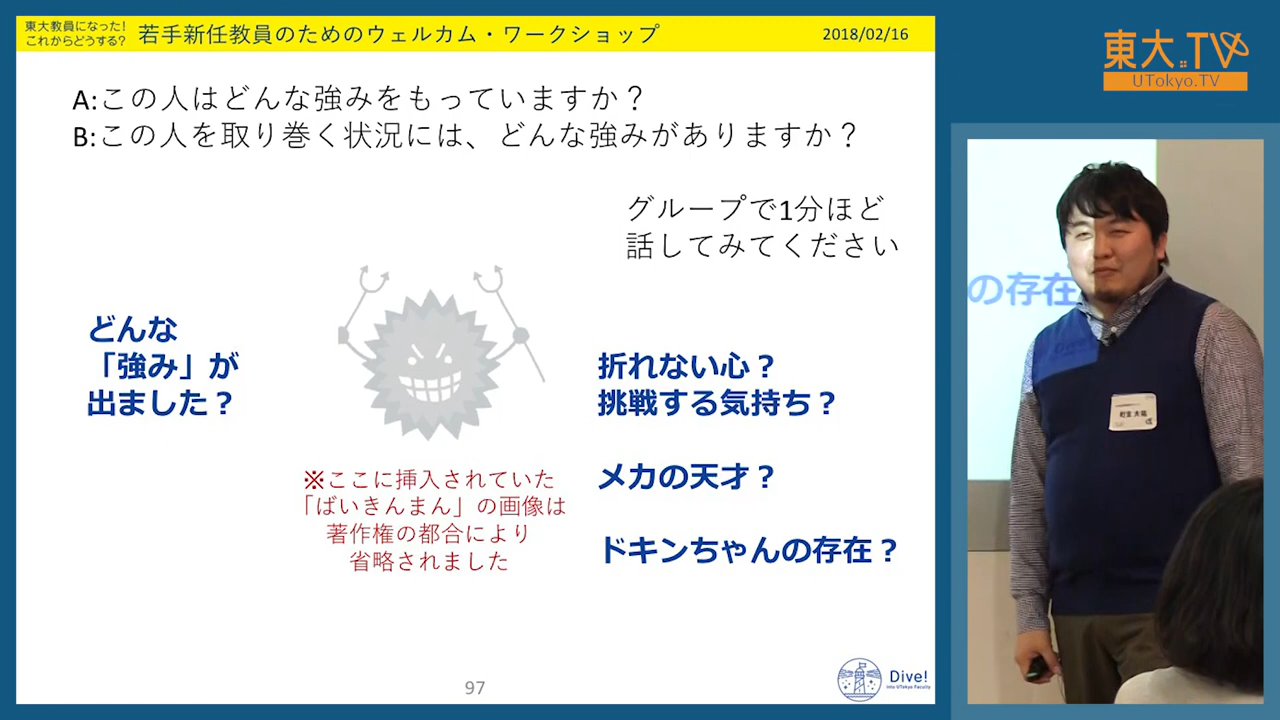 東大教員になった!
これからどうする?
若手新任教員のためのウェルカム・ワークショップ
2018/02/16
東大TV
UTokyo.TV
A:この人はどんな強みをもっていますか?
B:この人を取り巻く状況には、どんな強みがありますか?
グループで1分ほど
話してみてください
どんな
「強み」が
出ました?
折れない心?
挑戦する気持ち?
メカの天才?
ドキンちゃんの存在?
※ここに挿入されていた
「ばいきんまん」の画像は
著作権の都合により
省略されました
の存在
97
Dive!
into UTokyo Faculty